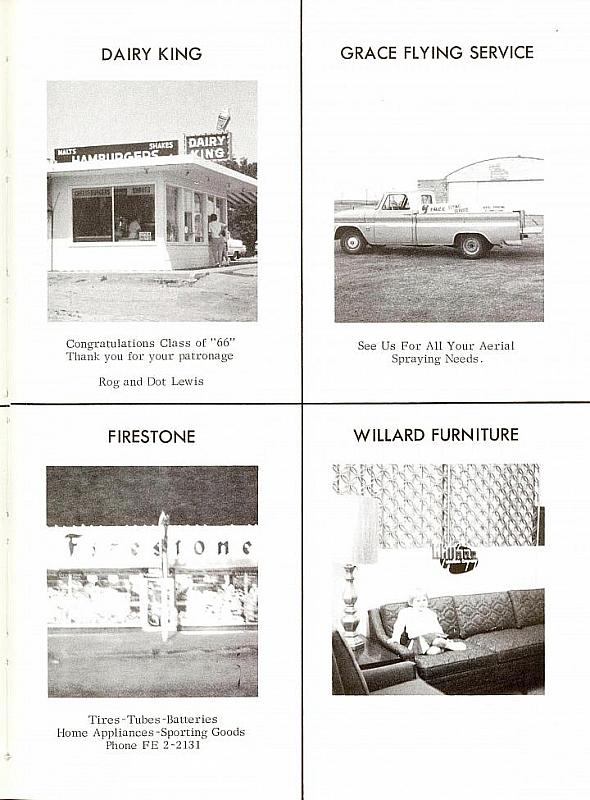 DAIRY KING
MALTS SHAKES
HAMBURGERS
DAIRY
KING
Congratulations Class of "66"
Thank you for your patronage
Rog and Dot Lewis
GRACE FLYING SERVICE
See Us For All Your Aerial
Spraying Needs.
FIRESTONE
Firestone
Tires-Tubes-Batteries
Home Appliances-Sporting Goods
Phone FE 2-2131
WILLARD FURNITURE